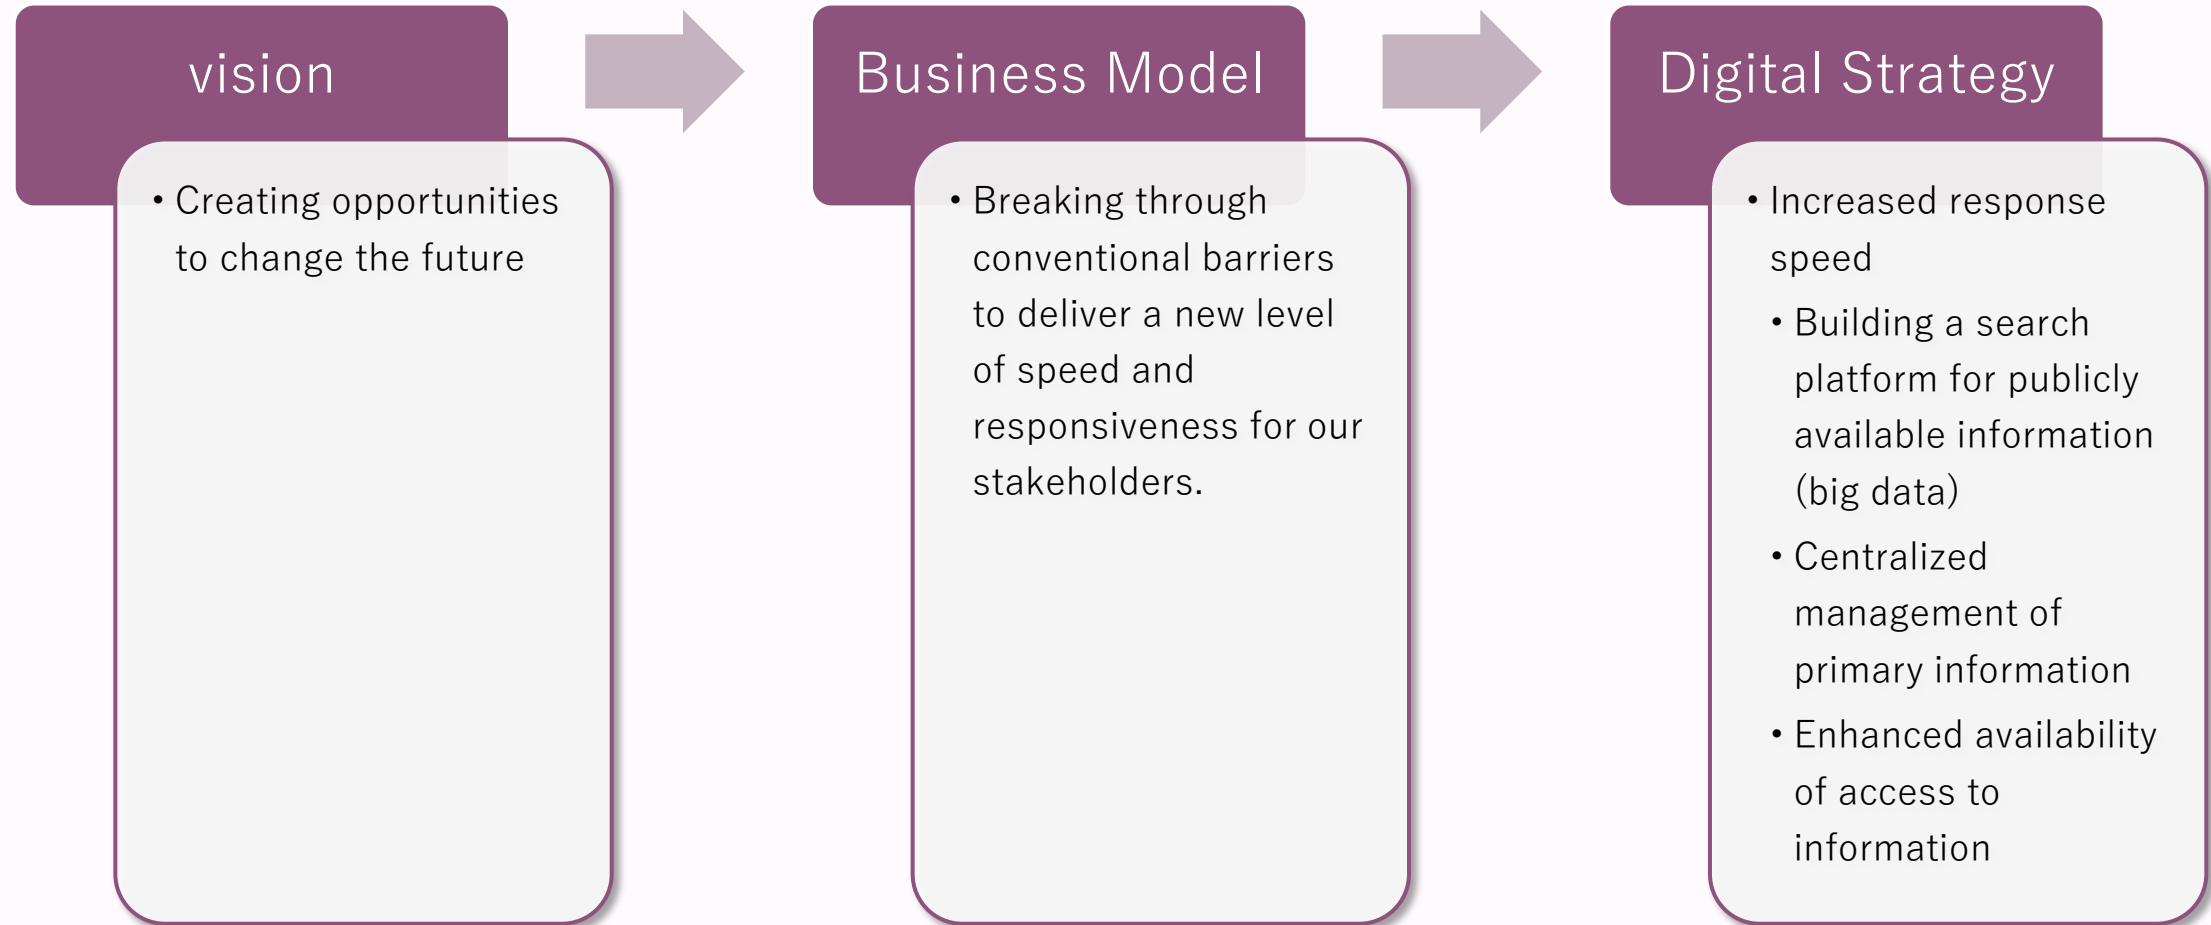 vision
• Creating opportunities
to change the future
Business Model
• Breaking through
conventional barriers
to deliver a new level
of speed and
responsiveness for our
stakeholders.
Digital Strategy
• Increased response
speed
• Building a search
platform for publicly
available information
(big data)
• Centralized
management of
primary information
• Enhanced availability
of access to
information